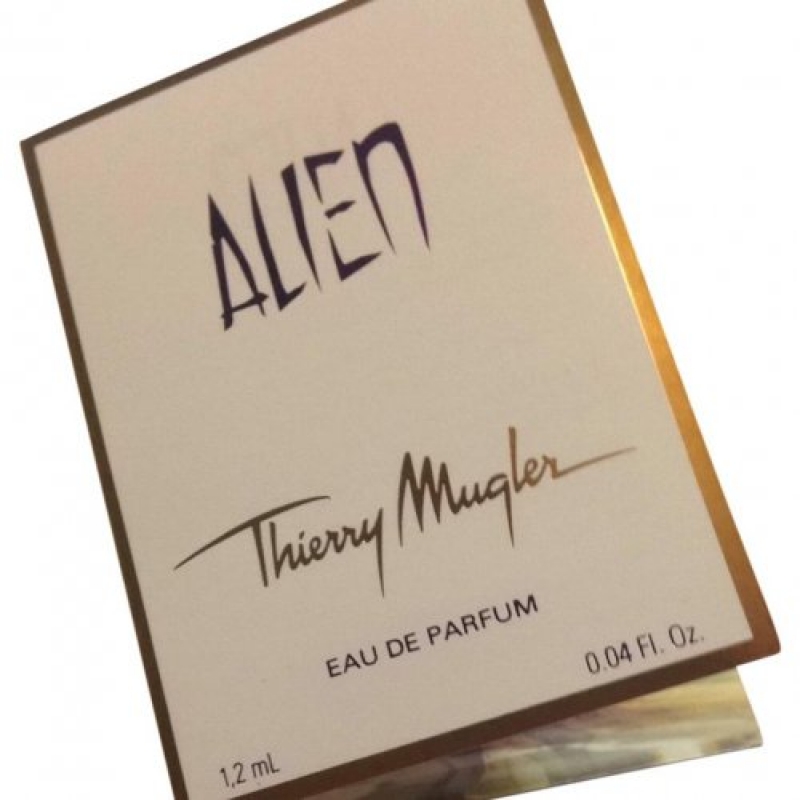 ALIEN
Thierry Mugler
EAU DE PARFUM
0.04 Fl. Oz.
1,2 mL